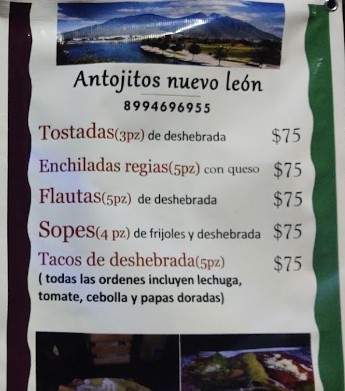 Antojitos nuevo león
8994696955
Tostadas(3pz) de deshebrada $75
Enchiladas regias(5pz) con queso $75
Flautas(5pz) de deshebrada $75
Sopes(4 pz) de frijoles y deshebrada $75
Tacos de deshebrada(5pz) $75
( todas las ordenes incluyen lechuga,
tomate, cebolla y papas doradas)